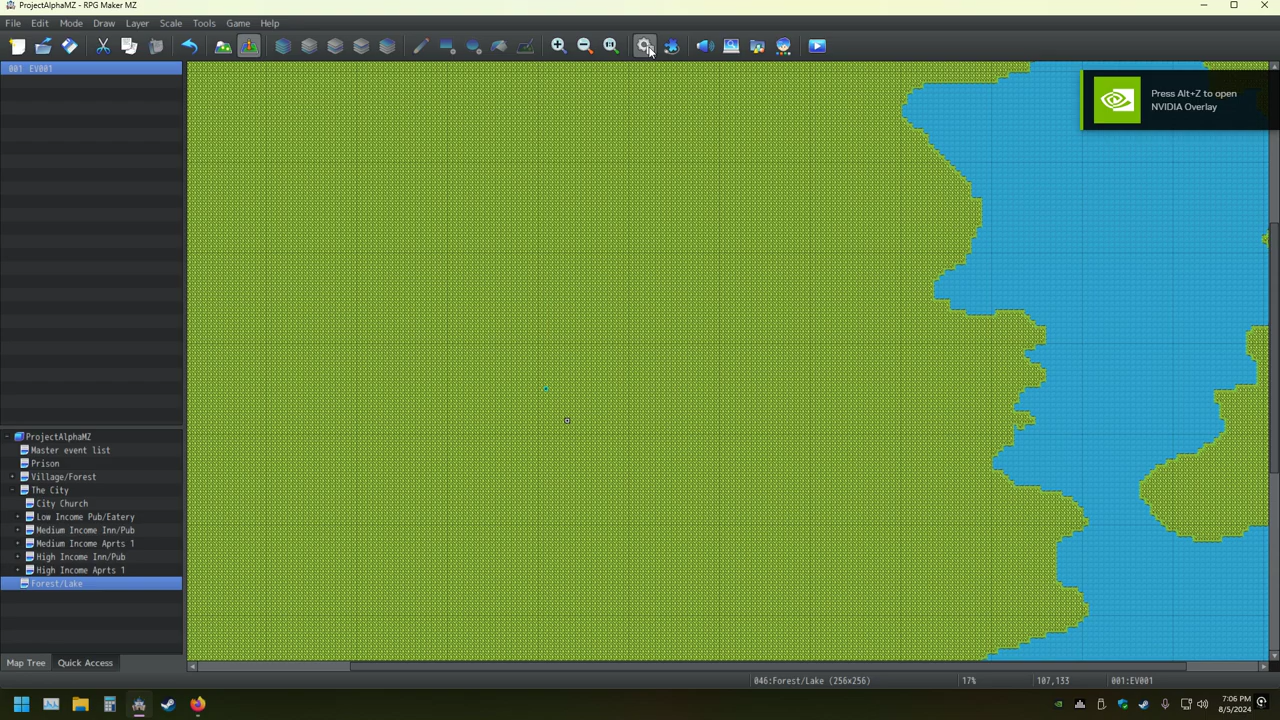 ProjectAlphaMZ - RPG Maker MZ
File Edit Mode Draw Layer Scale Tools Game Help
001 EV001
Press Alt+Z to open
NVIDIA Overlay
ProjectAlphaMZ
Master event list
Prison
Village/Forest
The City
City Church
Low Income Pub/Eatery
Medium Income Inn/Pub
Medium Income Aprts 1
High Income Inn/Pub
High Income Aprts 1
Forest/Lake
Map Tree Quick Access
046:Forest/Lake (256x256) 17% 107,133 001:EV001
7:06 PM
8/5/2024